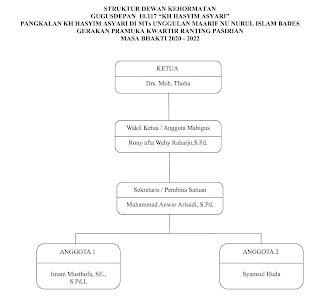 STRUKTUR DEWAN KEHORMATAN
GUGUSDEPAN 10.117 “KH HASYIM ASYARI”
PANGKALAN KH HASYIM ASYARI DI MTs UNGGULAN MAARIF NU NURUL ISLAM BADES
GERAKAN PRAMUKA KWARTIR RANTING PASIRIAN
MASA BHAKTI 2020 - 2022
KETUA
Drs. Moh. Thoha
Wakil Ketua / Anggota Mabigus
Rony afta Wahy Raharjo,S.Pd.
Sekretaris / Pembina Satuan
Muhammad Anwar Arisadi, S.Pd.
ANGGOTA 1
Imam Musthofa, SE.,
S.Pd.I.
ANGGOTA 2
Syamsul Huda